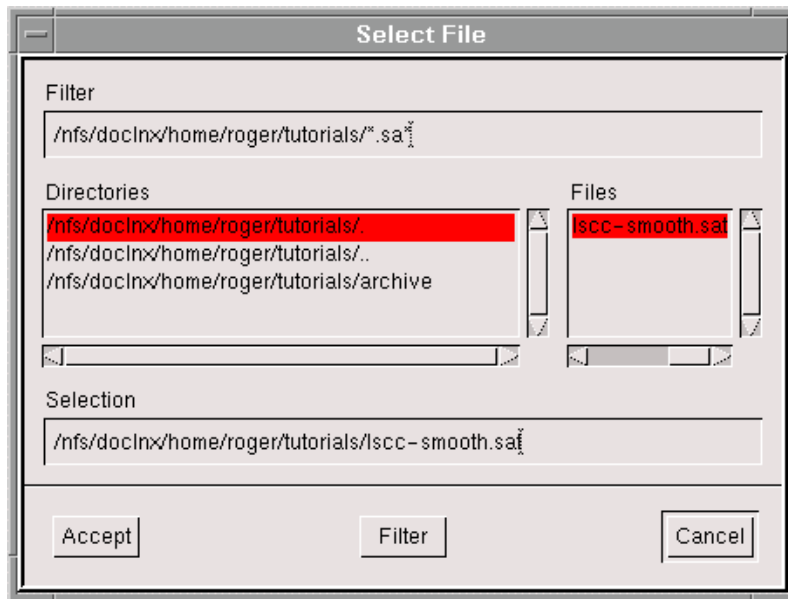 Select File
Filter
/nfs/doclnx/home/roger/tutorials/*.sa*
Directories
Files
/nfs/doclnx/home/roger/tutorials/.
lscc-smooth.sat
/nfs/doclnx/home/roger/tutorials/..
/nfs/doclnx/home/roger/tutorials/archive
Selection
/nfs/doclnx/home/roger/tutorials/lscc-smooth.sat
Accept
Filter
Cancel